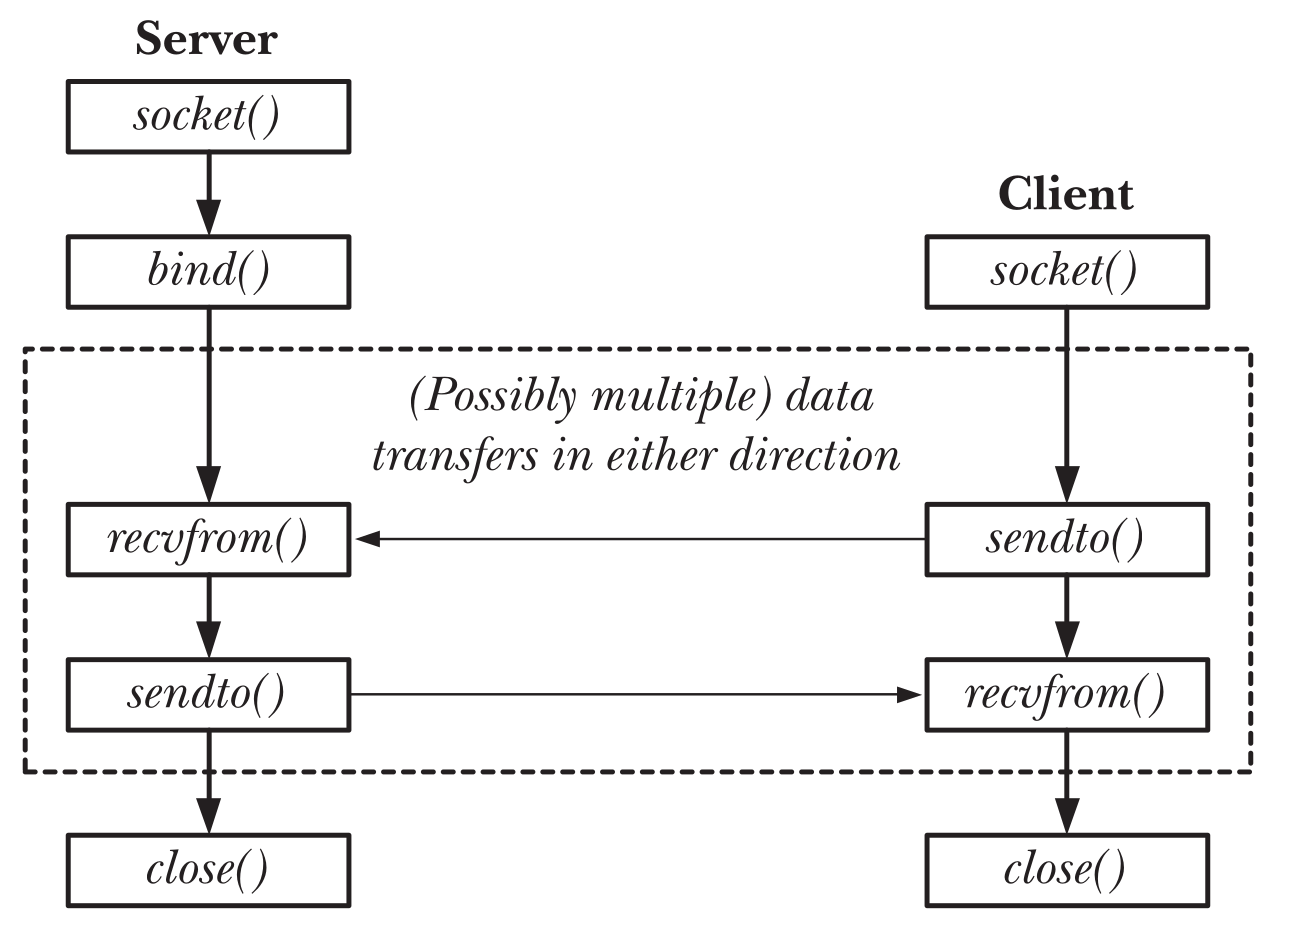 Server
socket()
bind()
Client
socket()
(Possibly multiple) data
transfers in either direction
recvfrom()
sendto()
sendto()
recvfrom()
close()
close()